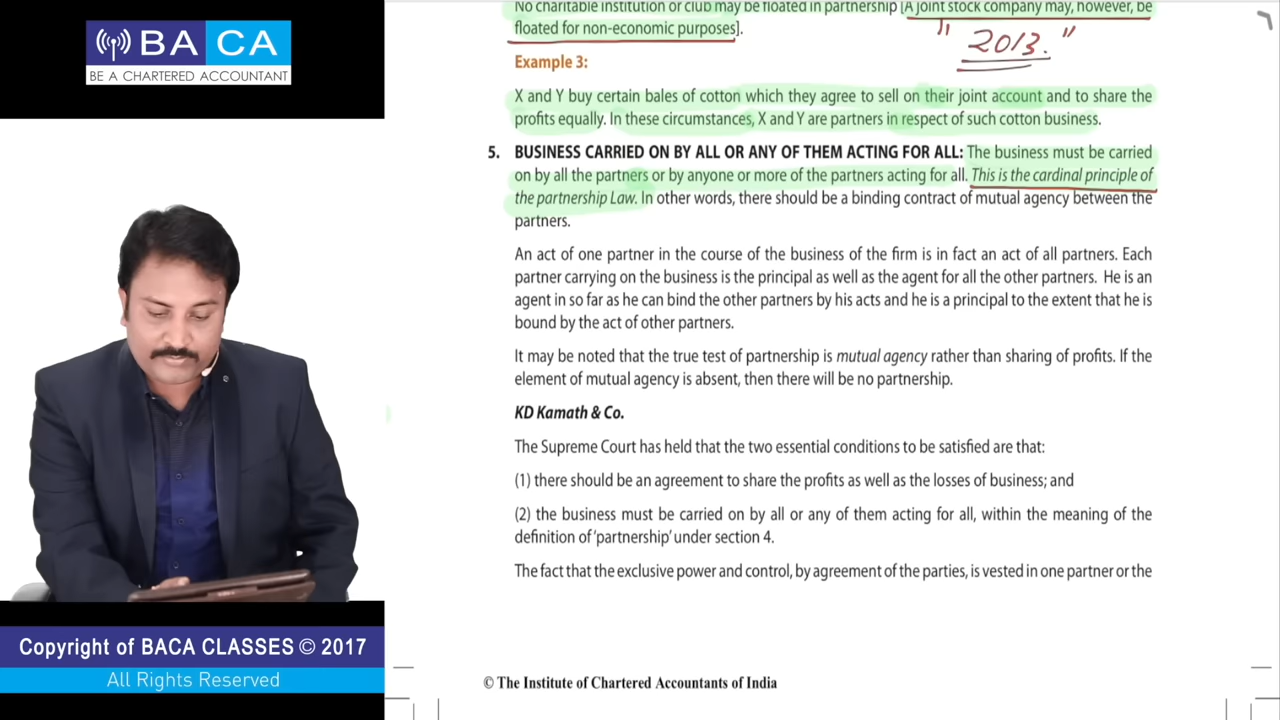 BA CA
BE A CHARTERED ACCOUNTANT
No charitable institution or club may be floated in partnership [A joint stock company may, however, be
floated for non-economic purposes].
" 2013. "
Example 3:
X and Y buy certain bales of cotton which they agree to sell on their joint account and to share the
profits equally. In these circumstances, X and Y are partners in respect of such cotton business.
5. BUSINESS CARRIED ON BY ALL OR ANY OF THEM ACTING FOR ALL: The business must be carried
on by all the partners or by anyone or more of the partners acting for all. This is the cardinal principle of
the partnership Law. In other words, there should be a binding contract of mutual agency between the
partners.
An act of one partner in the course of the business of the firm is in fact an act of all partners. Each
partner carrying on the business is the principal as well as the agent for all the other partners. He is an
agent in so far as he can bind the other partners by his acts and he is a principal to the extent that he is
bound by the act of other partners.
It may be noted that the true test of partnership is mutual agency rather than sharing of profits. If the
element of mutual agency is absent, then there will be no partnership.
KD Kamath & Co.
The Supreme Court has held that the two essential conditions to be satisfied are that:
(1) there should be an agreement to share the profits as well as the losses of business; and
(2) the business must be carried on by all or any of them acting for all, within the meaning of the
definition of 'partnership' under section 4.
The fact that the exclusive power and control, by agreement of the parties, is vested in one partner or the
© The Institute of Chartered Accountants of India
Copyright of BACA CLASSES © 2017
All Rights Reserved